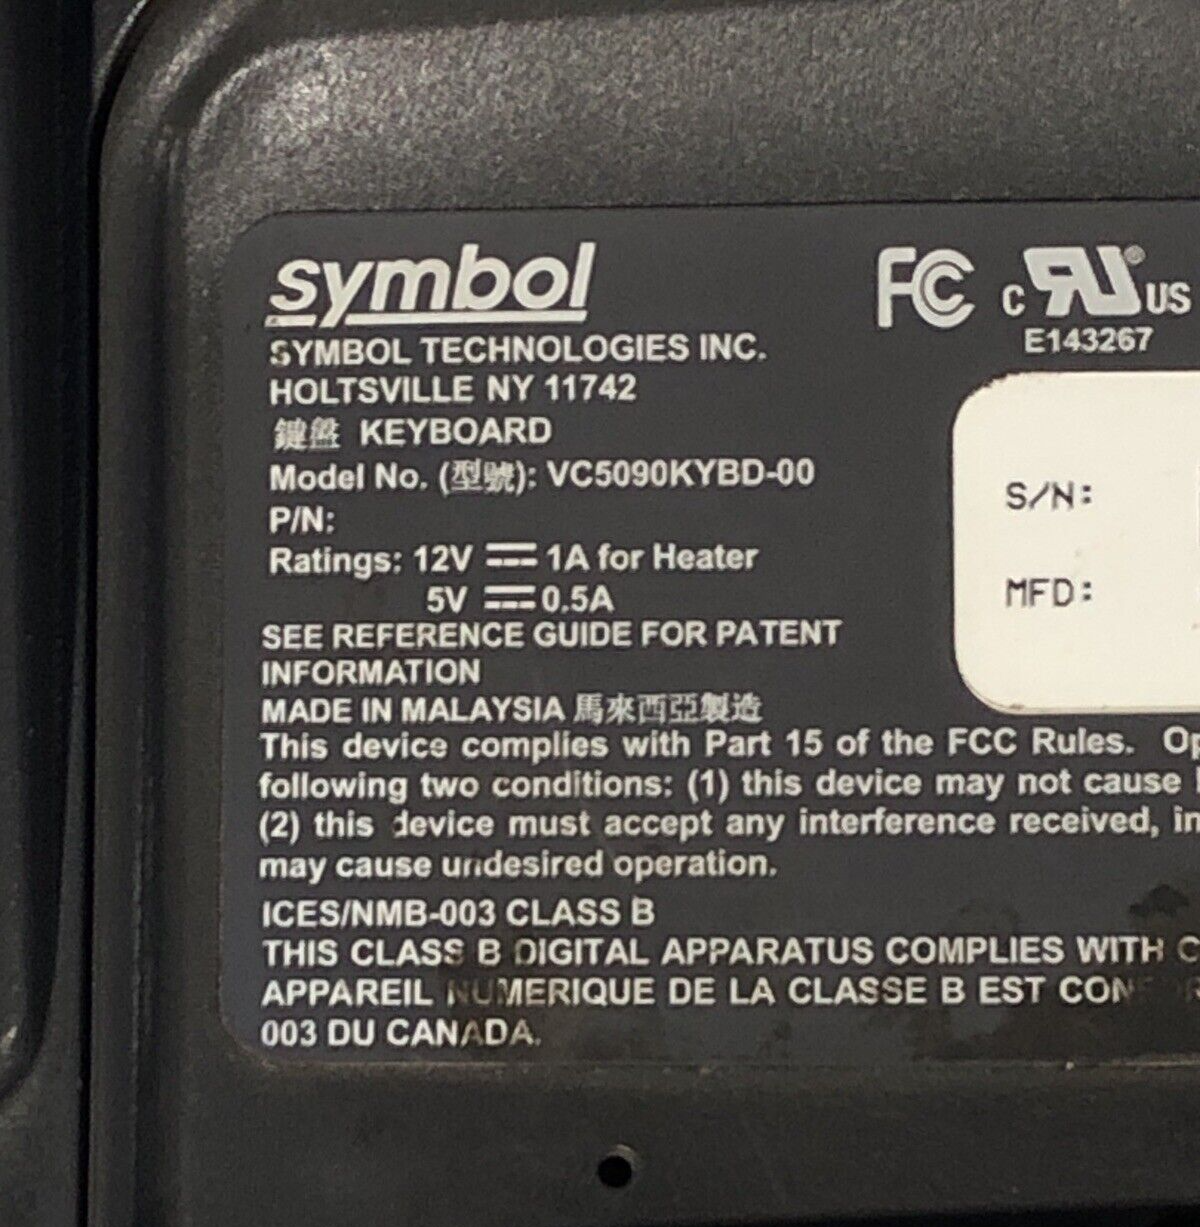 symbol
FC C UL® US
E143267
SYMBOL TECHNOLOGIES INC.
HOLTSVILLE NY 11742
鍵盤 KEYBOARD
Model No. (型號): VC5090KYBD-00
P/N:
Ratings: 12V ⎓ 1A for Heater
5V ⎓ 0.5A
SEE REFERENCE GUIDE FOR PATENT
INFORMATION
MADE IN MALAYSIA 馬來西亞製造
S/N:
MFD:
This device complies with Part 15 of the FCC Rules.
following two conditions: (1) this device may not cause
(2) this device must accept any interference received,
may cause undesired operation.
ICES/NMB-003 CLASS B
THIS CLASS B DIGITAL APPARATUS COMPLIES WITH
APPAREIL NUMERIQUE DE LA CLASSE B EST
003 DU CANADA.